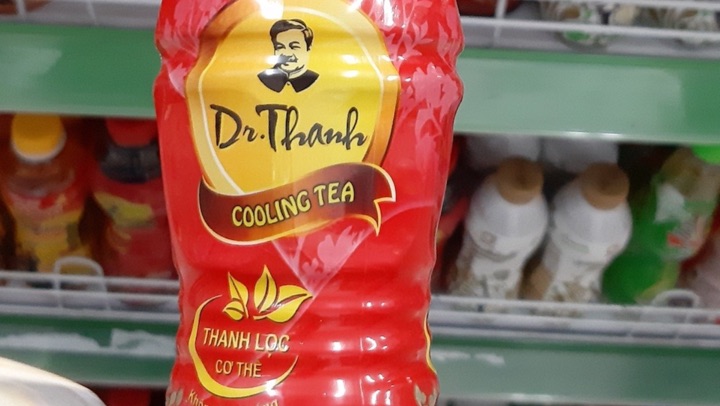 Dr.Thanh
COOLING TEA
THANH LỌC
CƠ THỂ